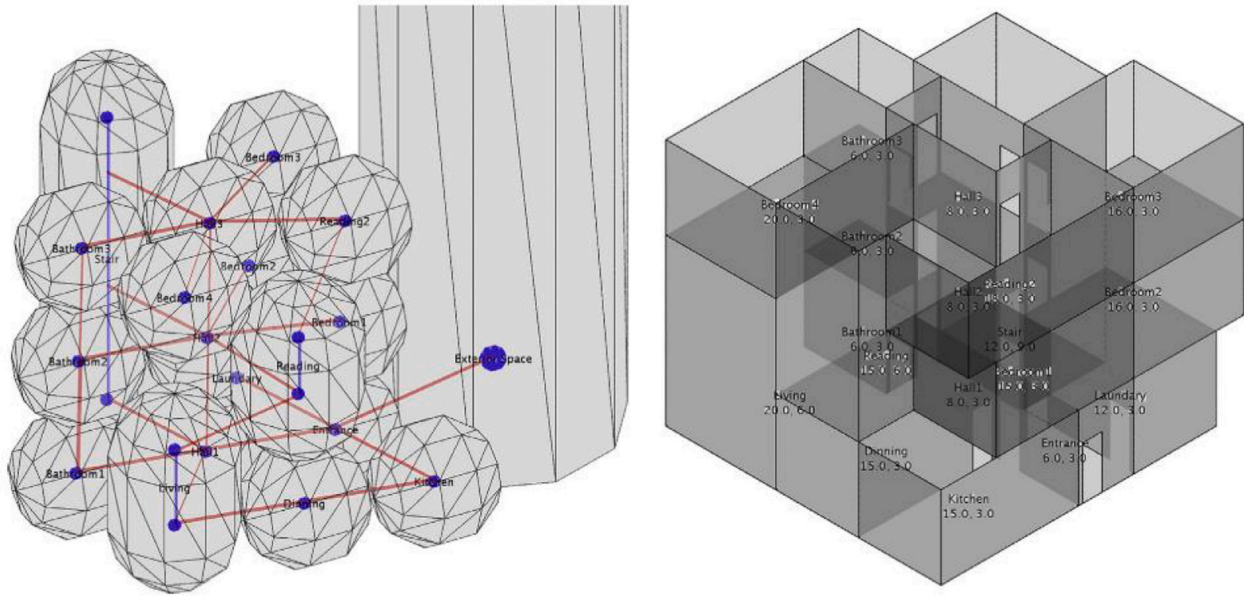 Bedroom3
Hall3
Reading2
Bathroom3
Stair
Bedroom2
Bedroom4
Bedroom1
Hall2
ExteriorSpace
Bathroom2
Reading
Laundary
Entrance
Hall1
Bathroom1
Living
Kitchen
Dinning
Bathroom3
6.0, 3.0
Hall3
8.0, 3.0
Bedroom3
16.0, 3.0
Bedroom4
20.0, 3.0
Bathroom2
6.0, 3.0
Reading2
Hall2
8.0, 3.0
Bedroom2
16.0, 3.0
Bathroom1
6.0, 3.0
Stair
12.0, 9.0
Reading
15.0, 6.0
Hall1
8.0, 3.0
Living
20.0, 6.0
Laundary
12.0, 3.0
Dinning
15.0, 3.0
Entrance
6.0, 3.0
Kitchen
15.0, 3.0